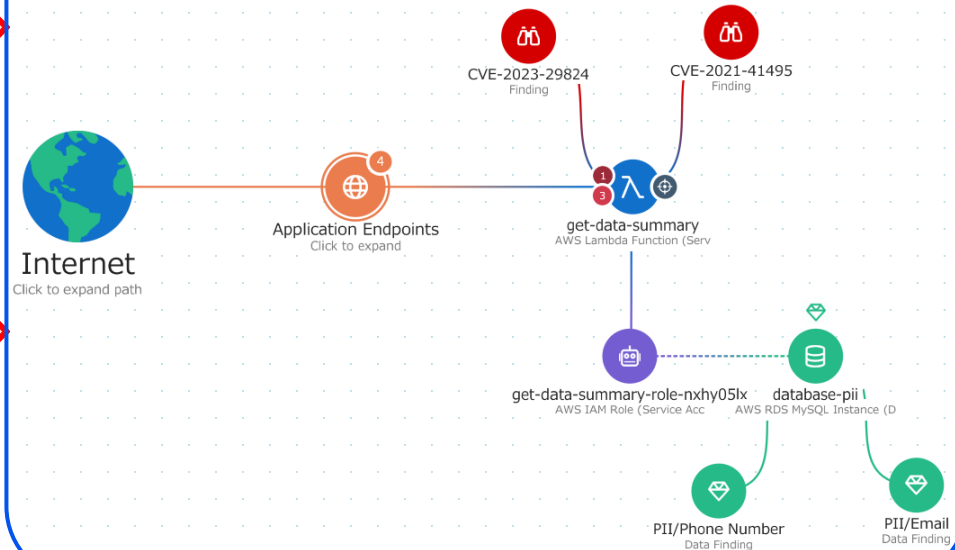 CVE-2023-29824
Finding
CVE-2021-41495
Finding
4
1
3
Internet
Click to expand path
Application Endpoints
Click to expand
get-data-summary
AWS Lambda Function (Serv
get-data-summary-role-nxhy05lx
AWS IAM Role (Service Acc
database-pii
AWS RDS MySQL Instance (D
PII/Phone Number
Data Finding
PII/Email
Data Finding